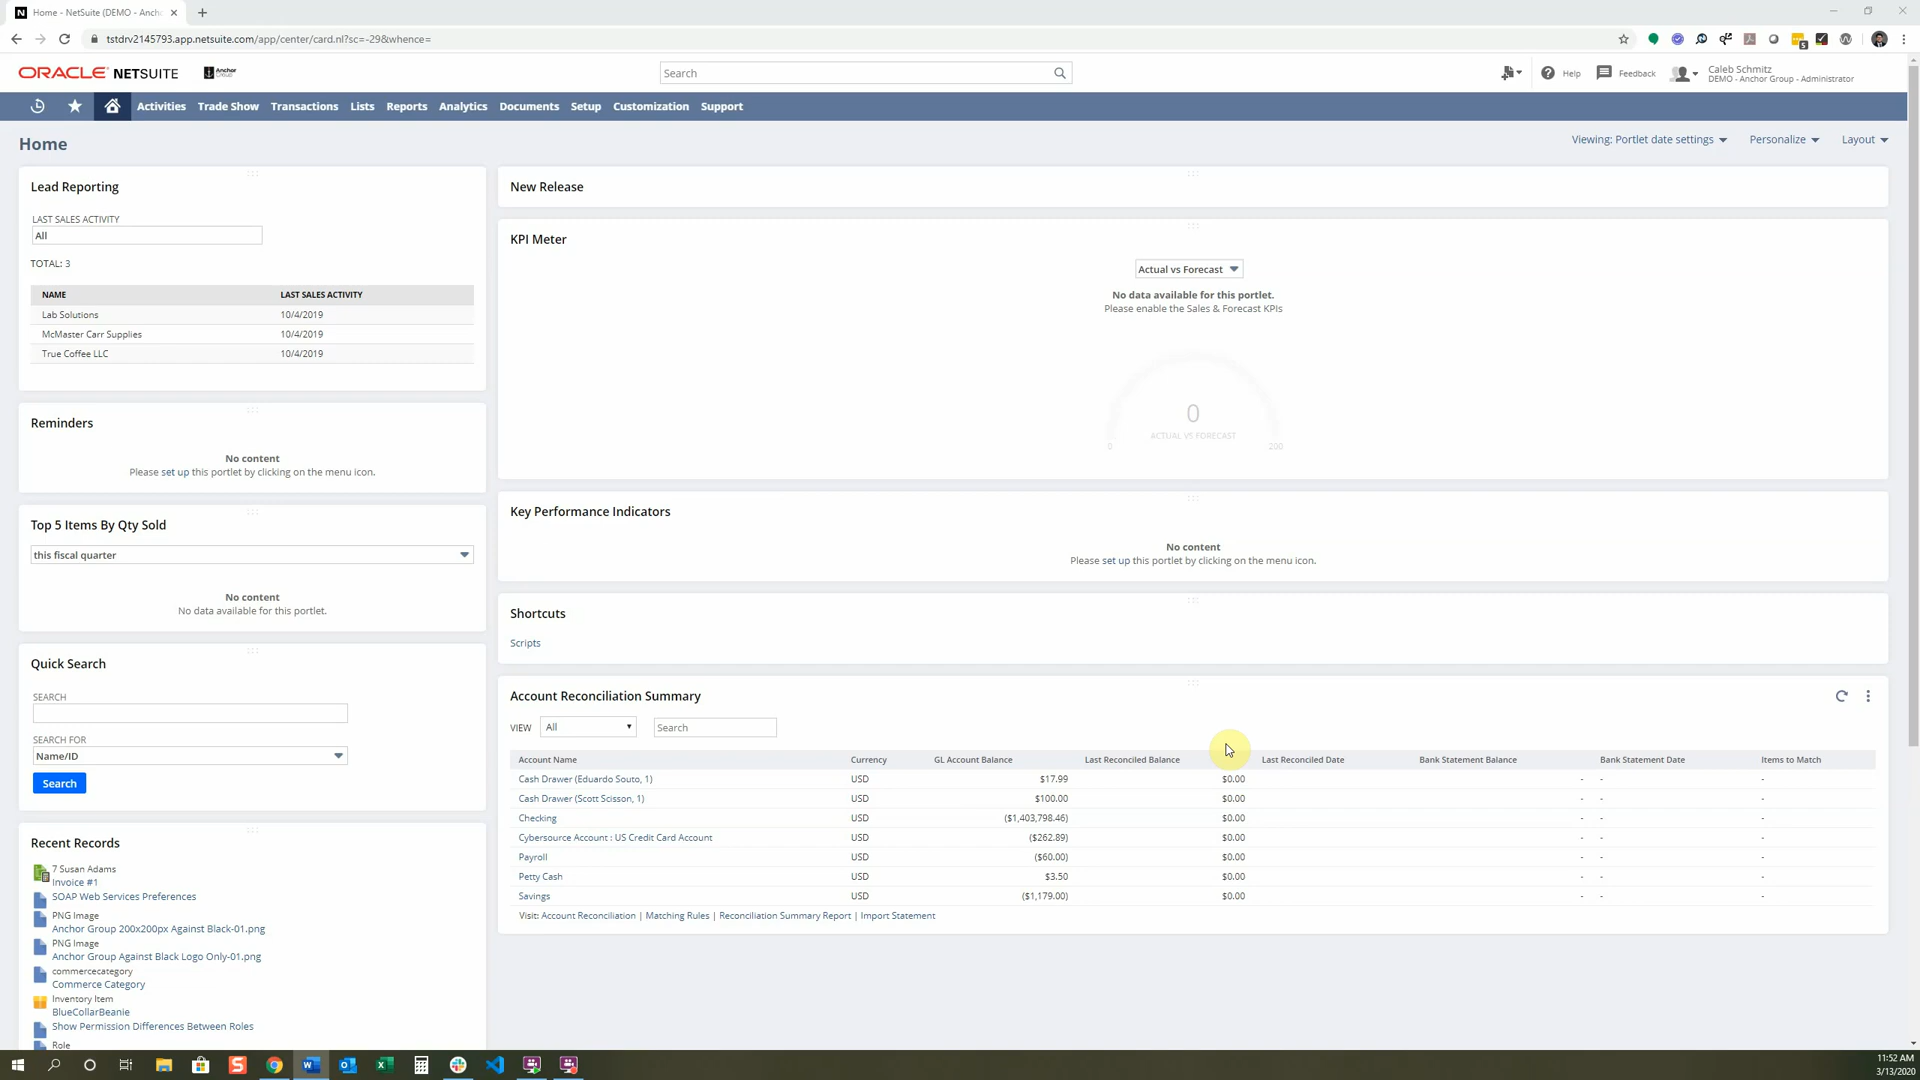 Home - NetSuite (DEMO - Ancho
tstdrv2145793.app.netsuite.com/app/center/card.nl?sc=-29&whence=
ORACLE NETSUITE
Anchor
Search
Help
Feedback
Caleb Schmitz
DEMO - Anchor Group - Administrator
Activities
Trade Show
Transactions
Lists
Reports
Analytics
Documents
Setup
Customization
Support
Home
Viewing: Portlet date settings
Personalize
Layout
Lead Reporting
LAST SALES ACTIVITY
All
TOTAL: 3
NAME LAST SALES ACTIVITY
Lab Solutions 10/4/2019
McMaster Carr Supplies 10/4/2019
True Coffee LLC 10/4/2019
Reminders
No content
Please set up this portlet by clicking on the menu icon.
Top 5 Items By Qty Sold
this fiscal quarter
No content
No data available for this portlet.
Quick Search
SEARCH
SEARCH FOR
Name/ID
Search
Recent Records
7 Susan Adams
Invoice #1
SOAP Web Services Preferences
PNG Image
Anchor Group 200x200px Against Black-01.png
PNG Image
Anchor Group Against Black Logo Only-01.png
commercecategory
Commerce Category
Inventory Item
BlueCollarBeanie
Show Permission Differences Between Roles
Role
New Release
KPI Meter
Actual vs Forecast
No data available for this portlet.
Please enable the Sales & Forecast KPIs
0
ACTUAL VS FORECAST
0 200
Key Performance Indicators
No content
Please set up this portlet by clicking on the menu icon.
Shortcuts
Scripts
Account Reconciliation Summary
VIEW All Search
Account Name Currency GL Account Balance Last Reconciled Balance Last Reconciled Date Bank Statement Balance Bank Statement Date Items to Match
Cash Drawer (Eduardo Souto, 1) USD $17.99 $0.00 - - -
Cash Drawer (Scott Scisson, 1) USD $100.00 $0.00 - - -
Checking USD ($1,403,798.46) $0.00 - - -
Cybersource Account : US Credit Card Account USD ($262.89) $0.00 - - -
Payroll USD ($60.00) $0.00 - - -
Petty Cash USD $3.50 $0.00 - - -
Savings USD ($1,179.00) $0.00 - - -
Visit: Account Reconciliation | Matching Rules | Reconciliation Summary Report | Import Statement
11:52 AM
3/13/2020